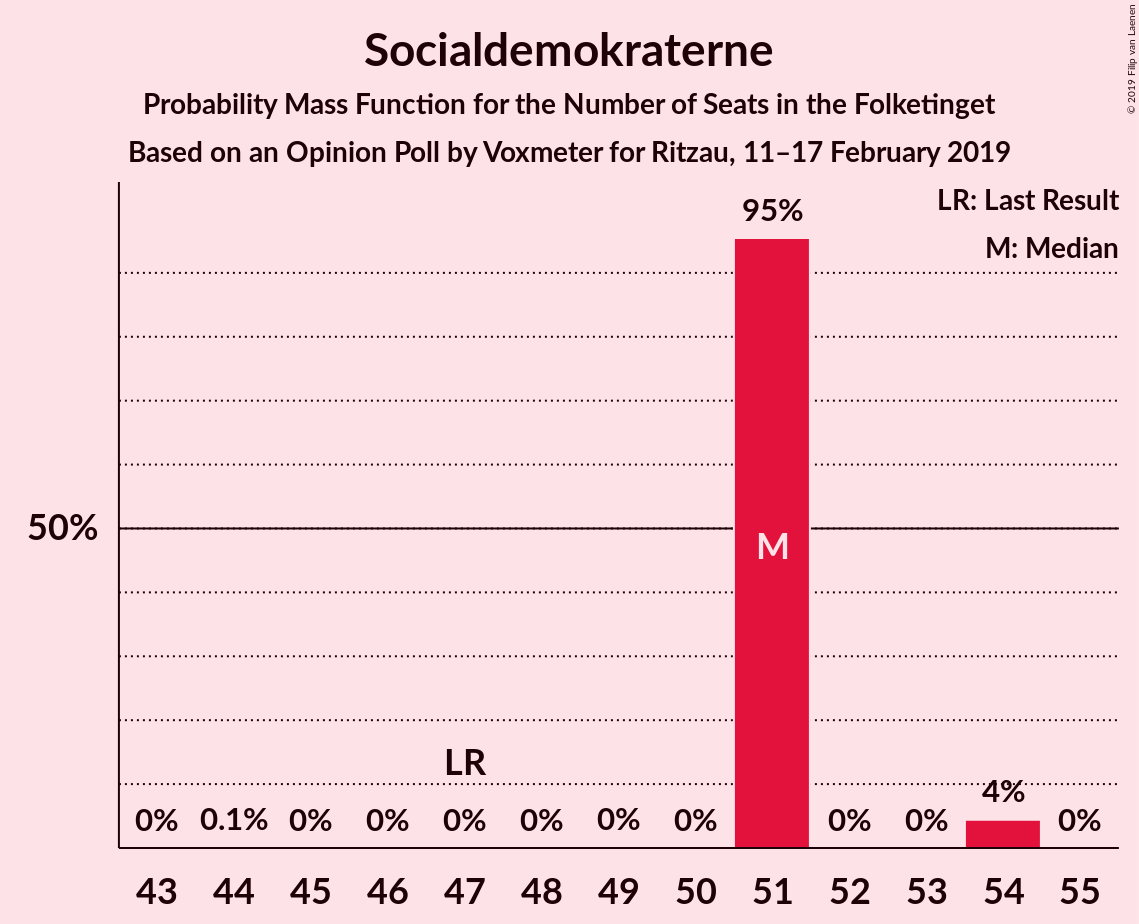 Socialdemokraterne
Probability Mass Function for the Number of Seats in the Folketinget
Based on an Opinion Poll by Voxmeter for Ritzau, 11–17 February 2019
© 2019 Filip van Laenen
LR: Last Result
M: Median
95%
50%
M
LR
0% 0.1% 0% 0% 0% 0% 0% 0% 0% 0% 4% 0%
43 44 45 46 47 48 49 50 51 52 53 54 55